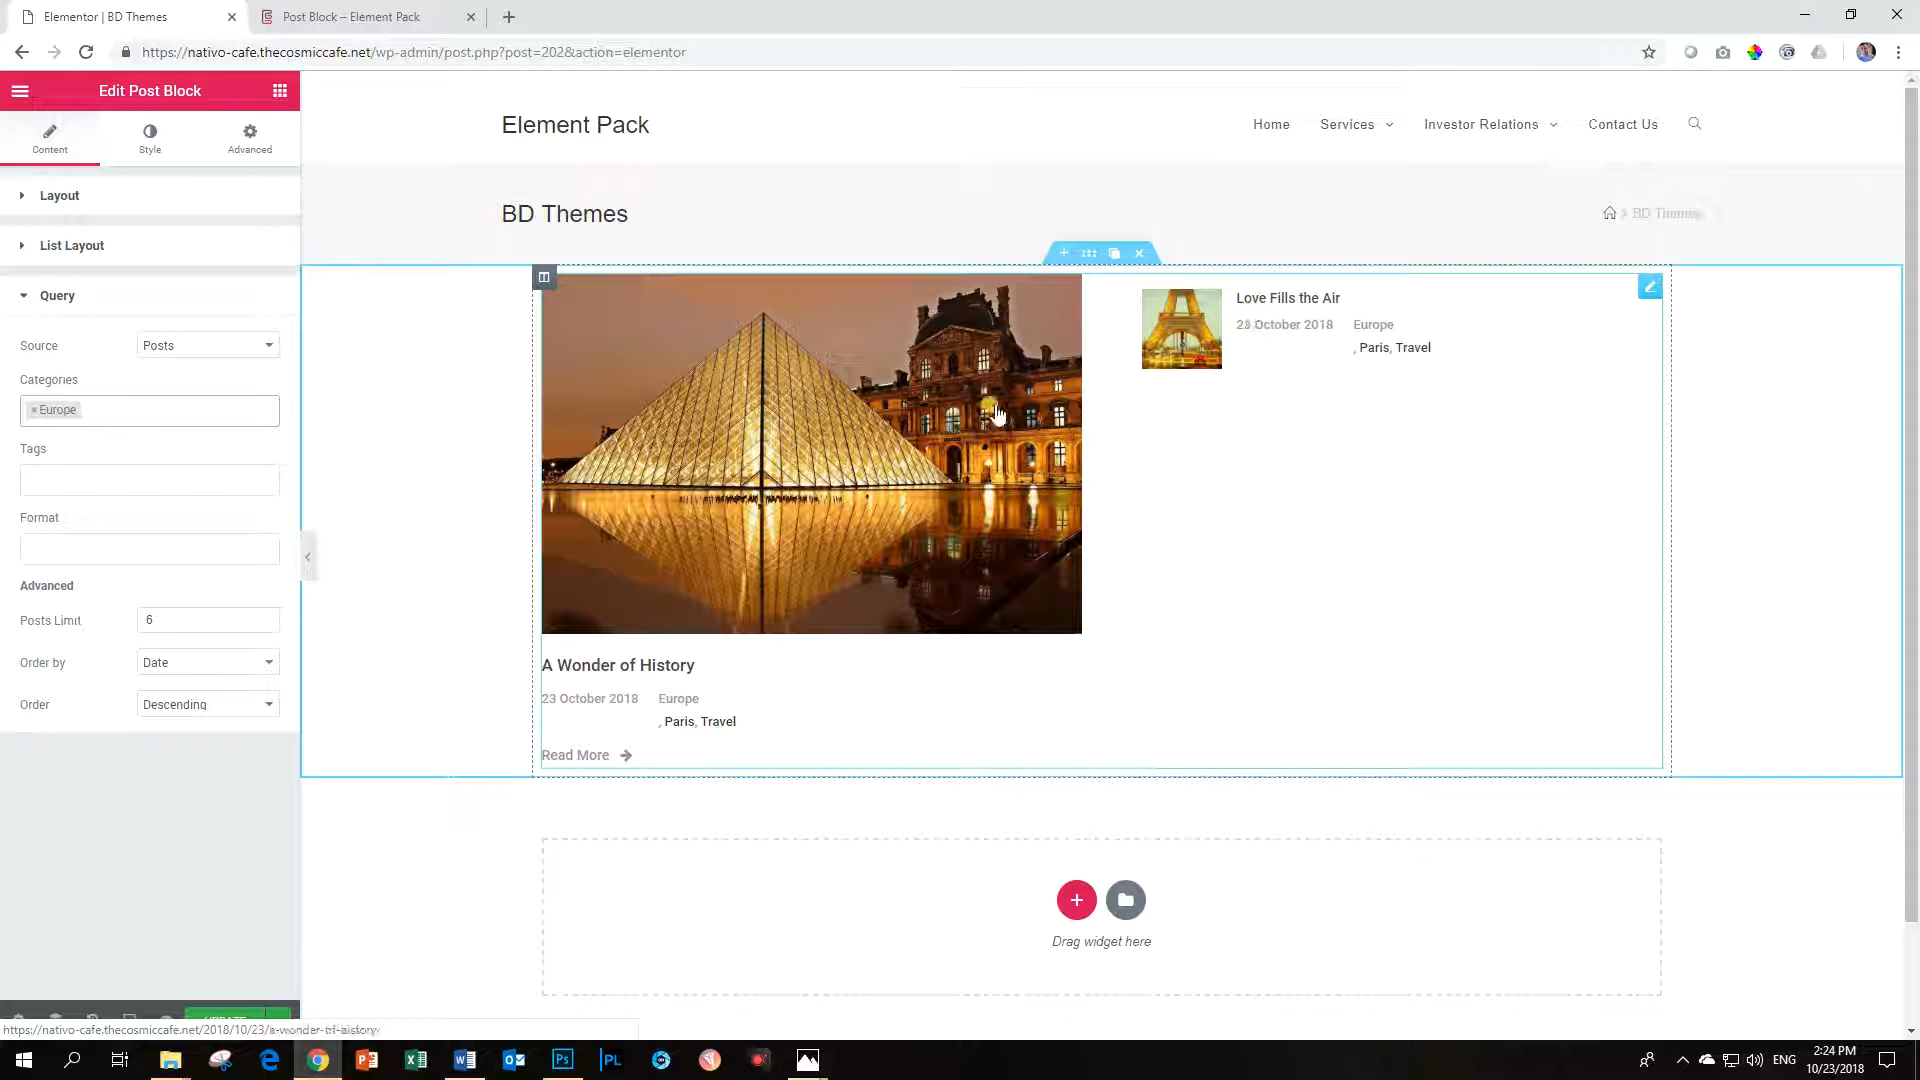 Elementor | BD Themes
Post Block – Element Pack
https://nativo-cafe.thecosmiccafe.net/wp-admin/post.php?post=202&action=elementor
Edit Post Block
Content
Style
Advanced
Layout
List Layout
Query
Source
Posts
Categories
× Europe
Tags
Format
Advanced
Posts Limit
6
Order by
Date
Order
Descending
Element Pack
Home
Services
Investor Relations
Contact Us
BD Themes
BD Themes
A Wonder of History
23 October 2018
Europe
, Paris, Travel
Read More
Love Fills the Air
23 October 2018
Europe
, Paris, Travel
Drag widget here
UPDATE
https://nativo-cafe.thecosmiccafe.net/2018/10/23/a-wonder-of-history/
PL
ENG
2:24 PM
10/23/2018